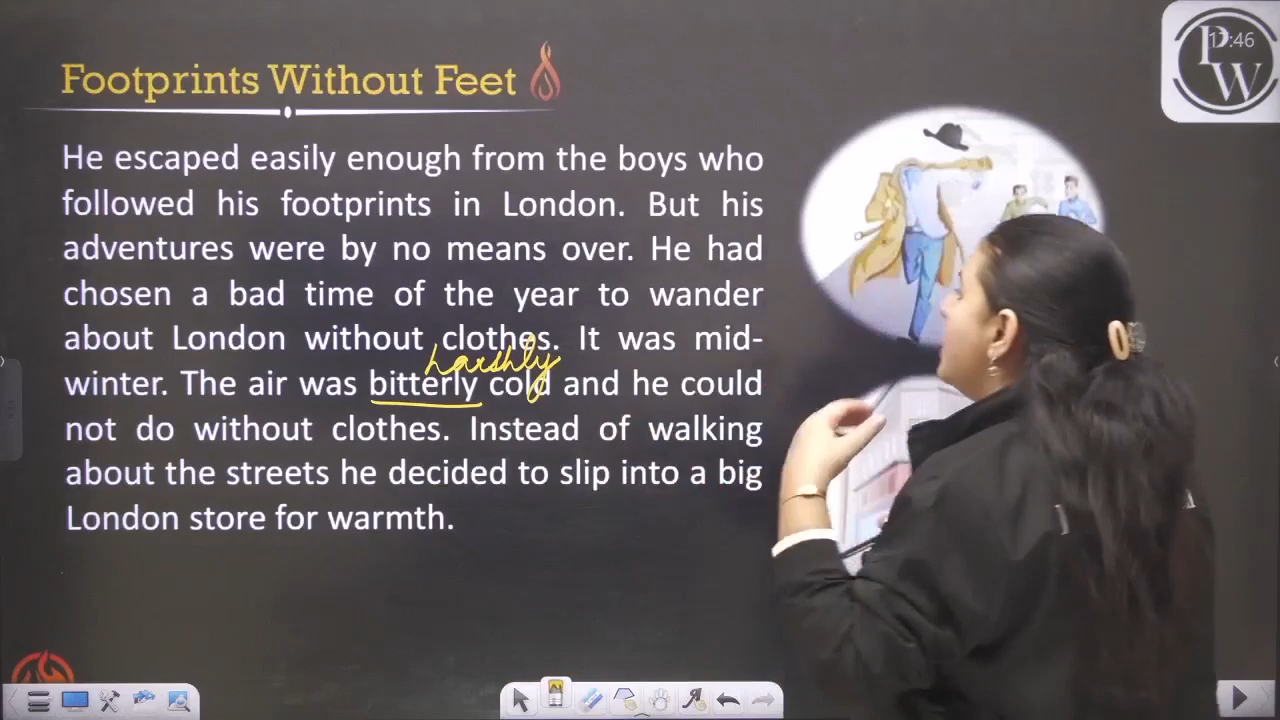 Footprints Without Feet
He escaped easily enough from the boys who
followed his footprints in London. But his
adventures were by no means over. He had
chosen a bad time of the year to wander
about London without clothes. It was mid-
harshly
winter. The air was bitterly cold and he could
not do without clothes. Instead of walking
about the streets he decided to slip into a big
London store for warmth.
PW
:46